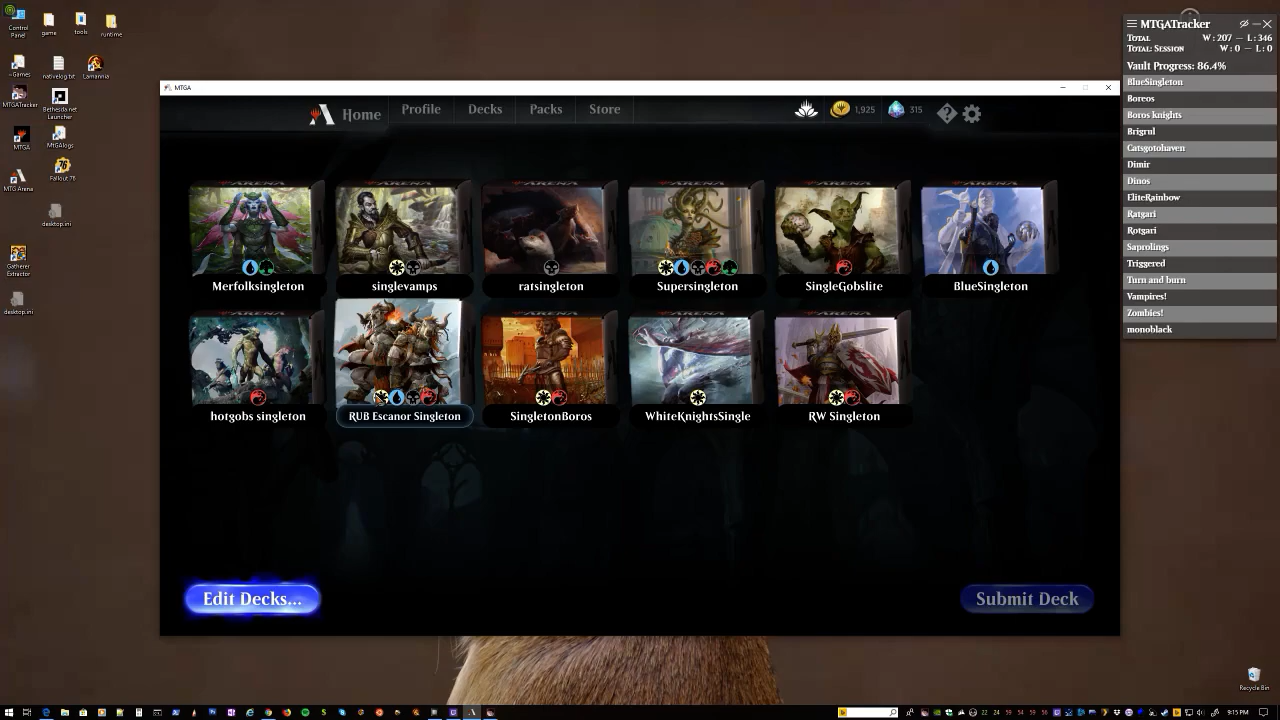 Control
Panel
game
tools
runtime
~Games
nativelog.txt
Lamannia
MTGATracker
Bethesda.net
Launcher
MTGA
MtGAlogs
MTG Arena
Fallout 76
desktop.ini
Gatherer
Extractor
desktop.ini
MTGA
Home
Profile
Decks
Packs
Store
1,925
315
Merfolksingleton
singlevamps
ratsingleton
Supersingleton
SingleGobslite
BlueSingleton
hotgobs singleton
RUB Escanor Singleton
SingletonBoros
WhiteKnightsSingle
RW Singleton
Edit Decks...
Submit Deck
MTGATracker
Total W: 207 – L: 346
Total: Session W: 0 – L: 0
Vault Progress: 86.4%
BlueSingleton
Boreos
Boros knights
Brigrul
Catsgotohaven
Dimir
Dinos
EliteRainbow
Ratgari
Rotgari
Saprolings
Triggered
Turn and burn
Vampires!
Zombies!
monoblack
Recycle Bin
9:15 PM